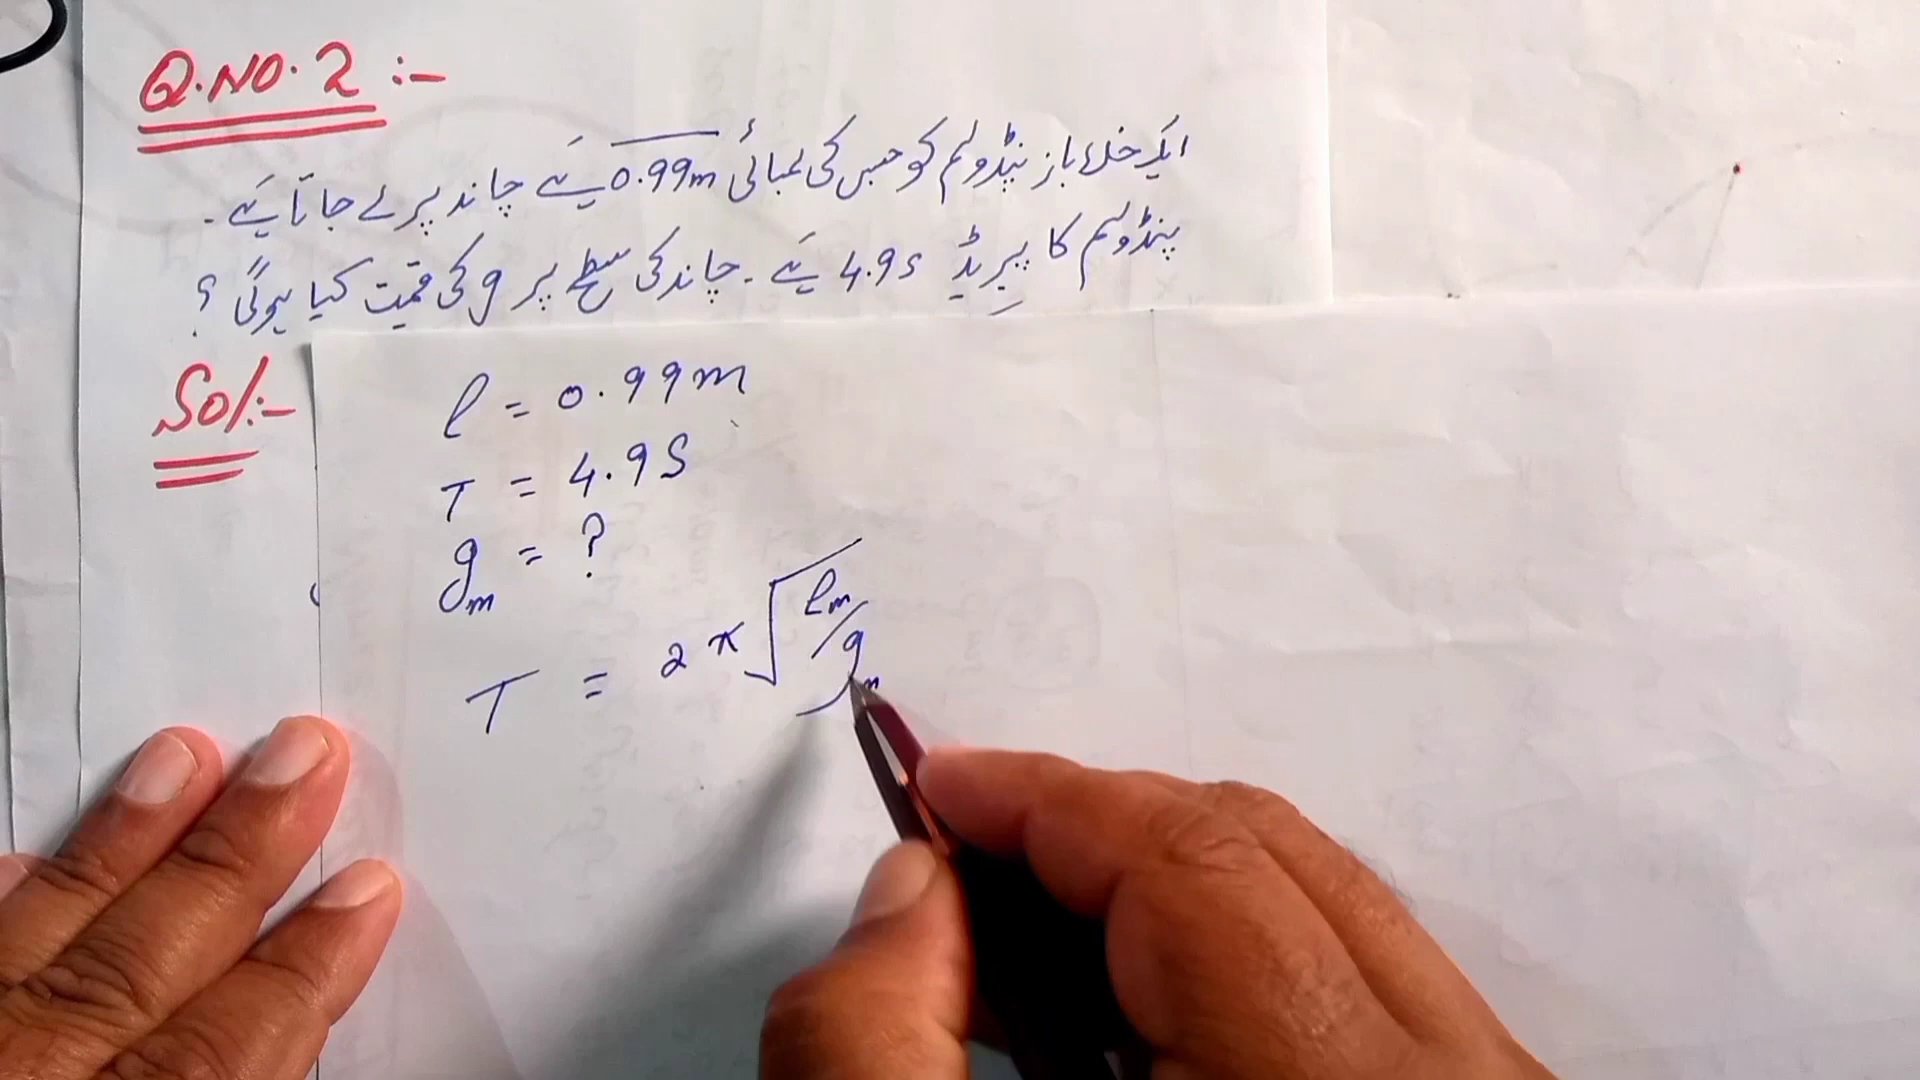 Q.NO.2 :-
ایک خلاء باز پنڈولم کو جس کی لمبائی 0.99m ہے چاند پر لے جاتا ہے۔
پنڈولم کا پیریڈ 4.9s ہے۔ چاند کی سطح پر g کی قیمت کیا ہوگی؟
Sol:-
l = 0.99m
T = 4.9S
gm = ?
T = 2π√lm/gm